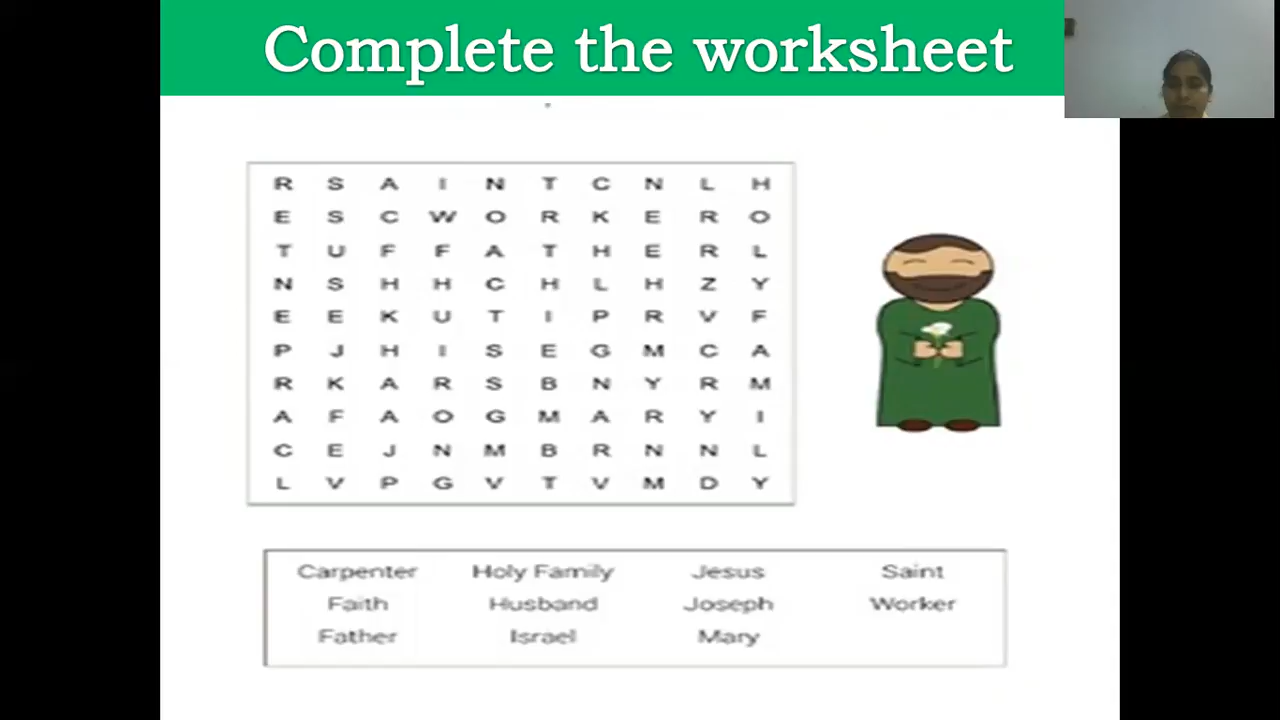 Complete the worksheet
R S A I N T C N L H
E S C W O R K E R O
T U F F A T H E R L
N S H H C H L H Z Y
E E K U T I P R V F
P J H I S E G M C A
R K A R S B N Y R M
A F A O G M A R Y I
C E J N M B R N N L
L V P G V T V M D Y
Carpenter Holy Family Jesus Saint
Faith Husband Joseph Worker
Father Israel Mary